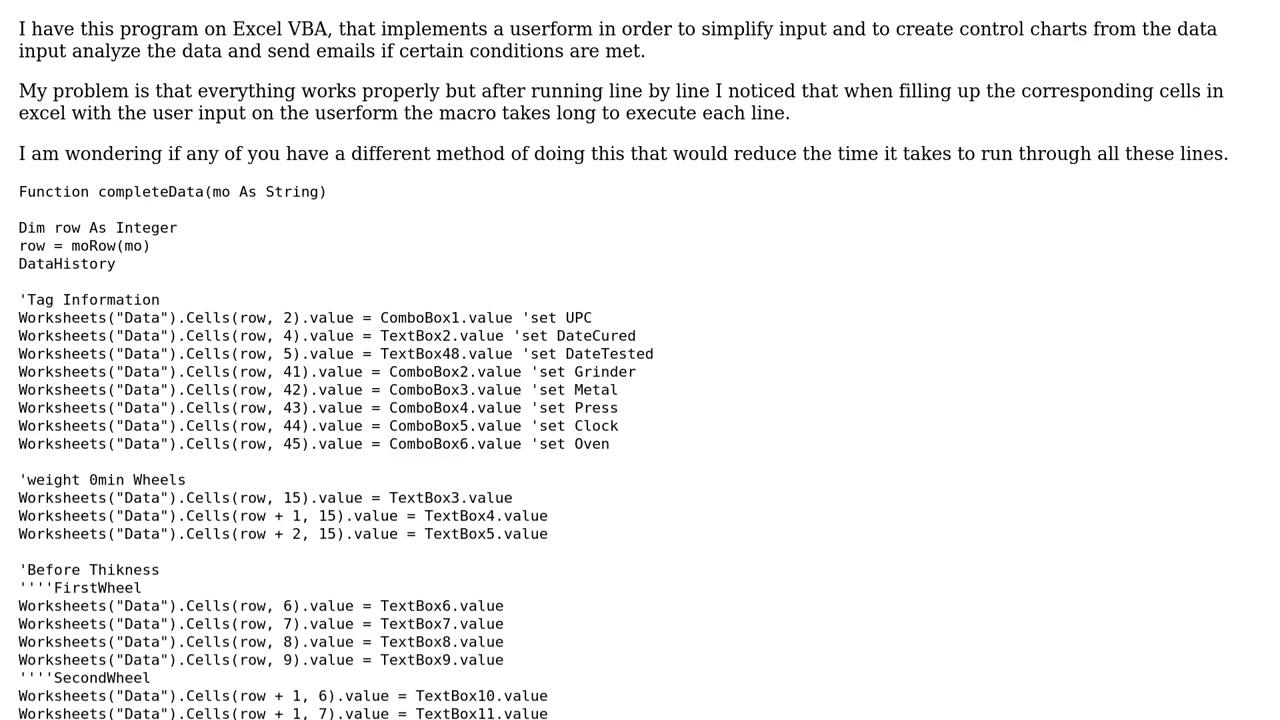 I have this program on Excel VBA, that implements a userform in order to simplify input and to create control charts from the data
input analyze the data and send emails if certain conditions are met.
My problem is that everything works properly but after running line by line I noticed that when filling up the corresponding cells in
excel with the user input on the userform the macro takes long to execute each line.
I am wondering if any of you have a different method of doing this that would reduce the time it takes to run through all these lines.
Function completeData(mo As String)
Dim row As Integer
row = moRow(mo)
DataHistory
'Tag Information
Worksheets("Data").Cells(row, 2).value = ComboBox1.value 'set UPC
Worksheets("Data").Cells(row, 4).value = TextBox2.value 'set DateCured
Worksheets("Data").Cells(row, 5).value = TextBox48.value 'set DateTested
Worksheets("Data").Cells(row, 41).value = ComboBox2.value 'set Grinder
Worksheets("Data").Cells(row, 42).value = ComboBox3.value 'set Metal
Worksheets("Data").Cells(row, 43).value = ComboBox4.value 'set Press
Worksheets("Data").Cells(row, 44).value = ComboBox5.value 'set Clock
Worksheets("Data").Cells(row, 45).value = ComboBox6.value 'set Oven
'weight 0min Wheels
Worksheets("Data").Cells(row, 15).value = TextBox3.value
Worksheets("Data").Cells(row + 1, 15).value = TextBox4.value
Worksheets("Data").Cells(row + 2, 15).value = TextBox5.value
'Before Thikness
''''FirstWheel
Worksheets("Data").Cells(row, 6).value = TextBox6.value
Worksheets("Data").Cells(row, 7).value = TextBox7.value
Worksheets("Data").Cells(row, 8).value = TextBox8.value
Worksheets("Data").Cells(row, 9).value = TextBox9.value
''''SecondWheel
Worksheets("Data").Cells(row + 1, 6).value = TextBox10.value
Worksheets("Data").Cells(row + 1, 7).value = TextBox11.value